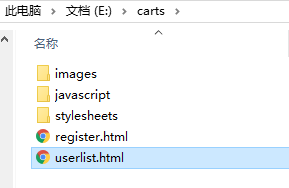 此电脑 > 文档 (E:) > carts >
名称
images
javascript
stylesheets
register.html
userlist.html